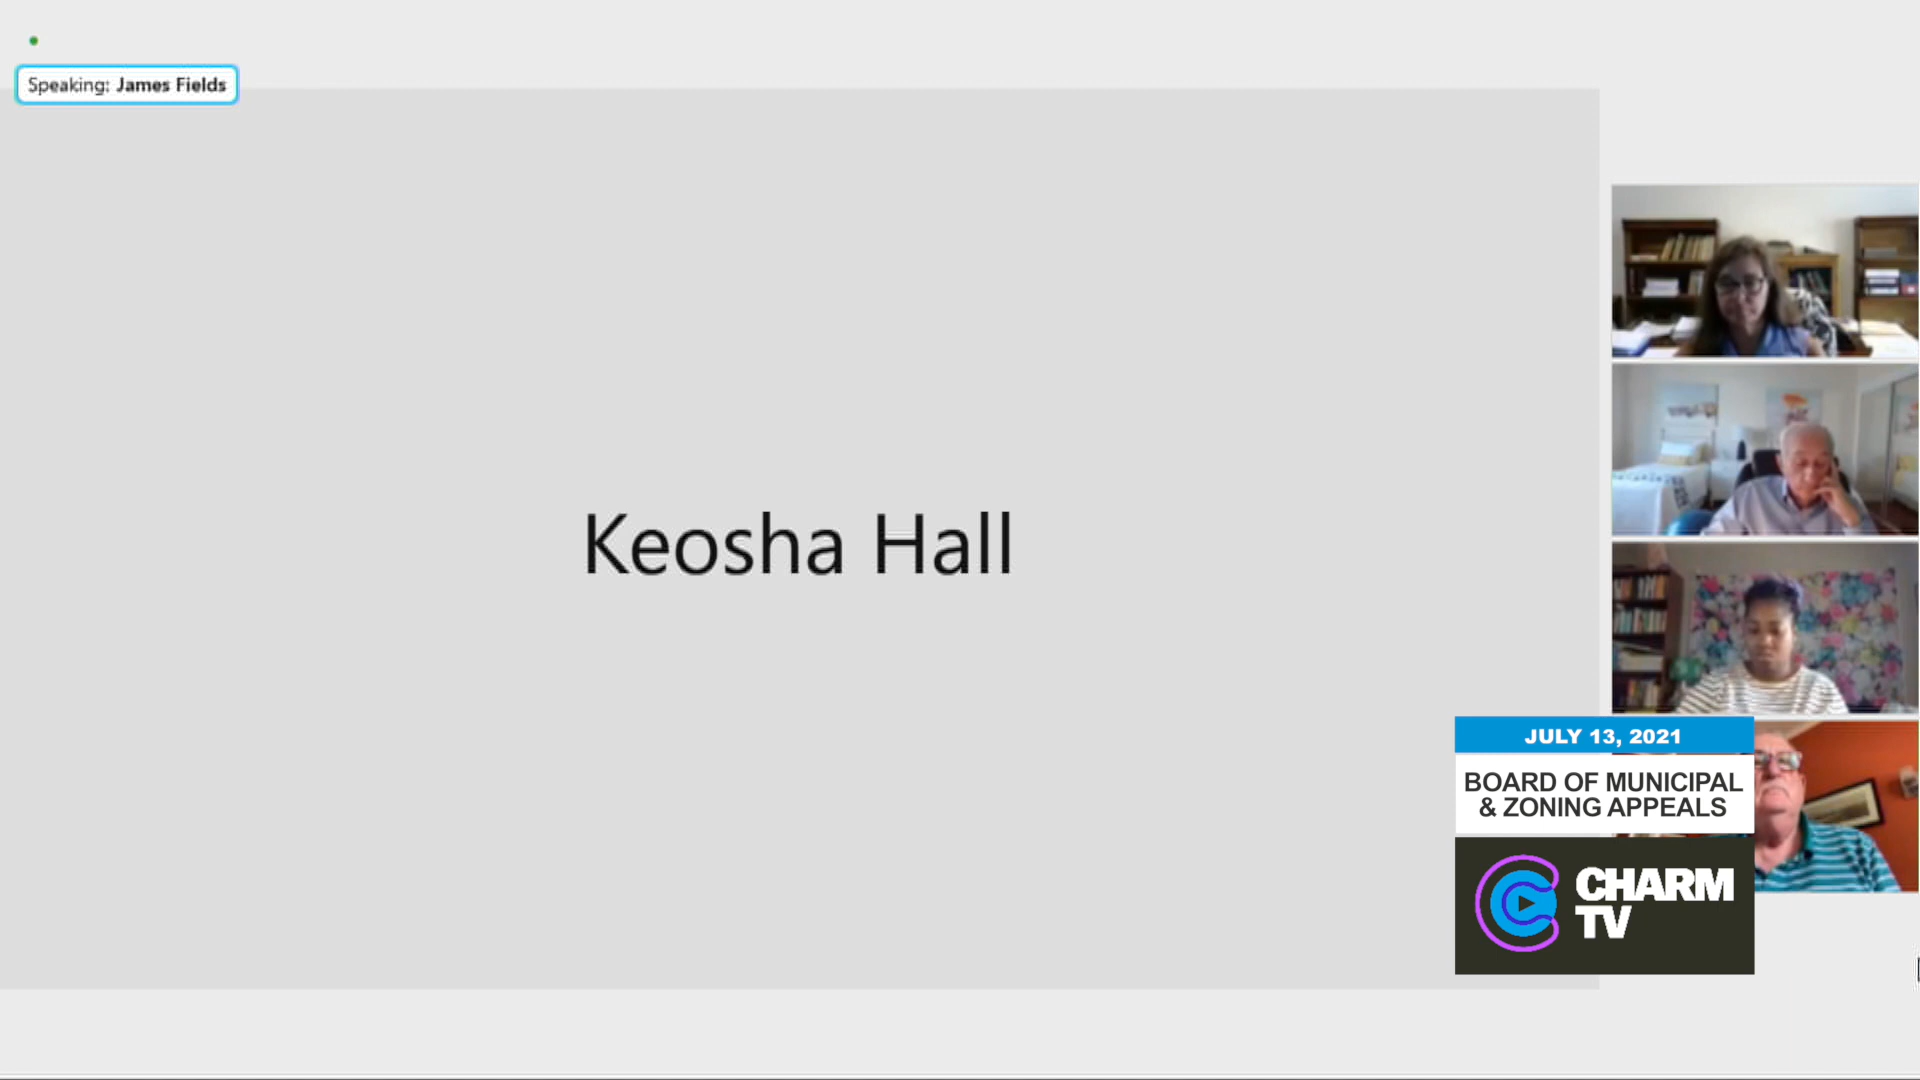 Speaking: James Fields
Keosha Hall
JULY 13, 2021
BOARD OF MUNICIPAL
& ZONING APPEALS
CHARM
TV